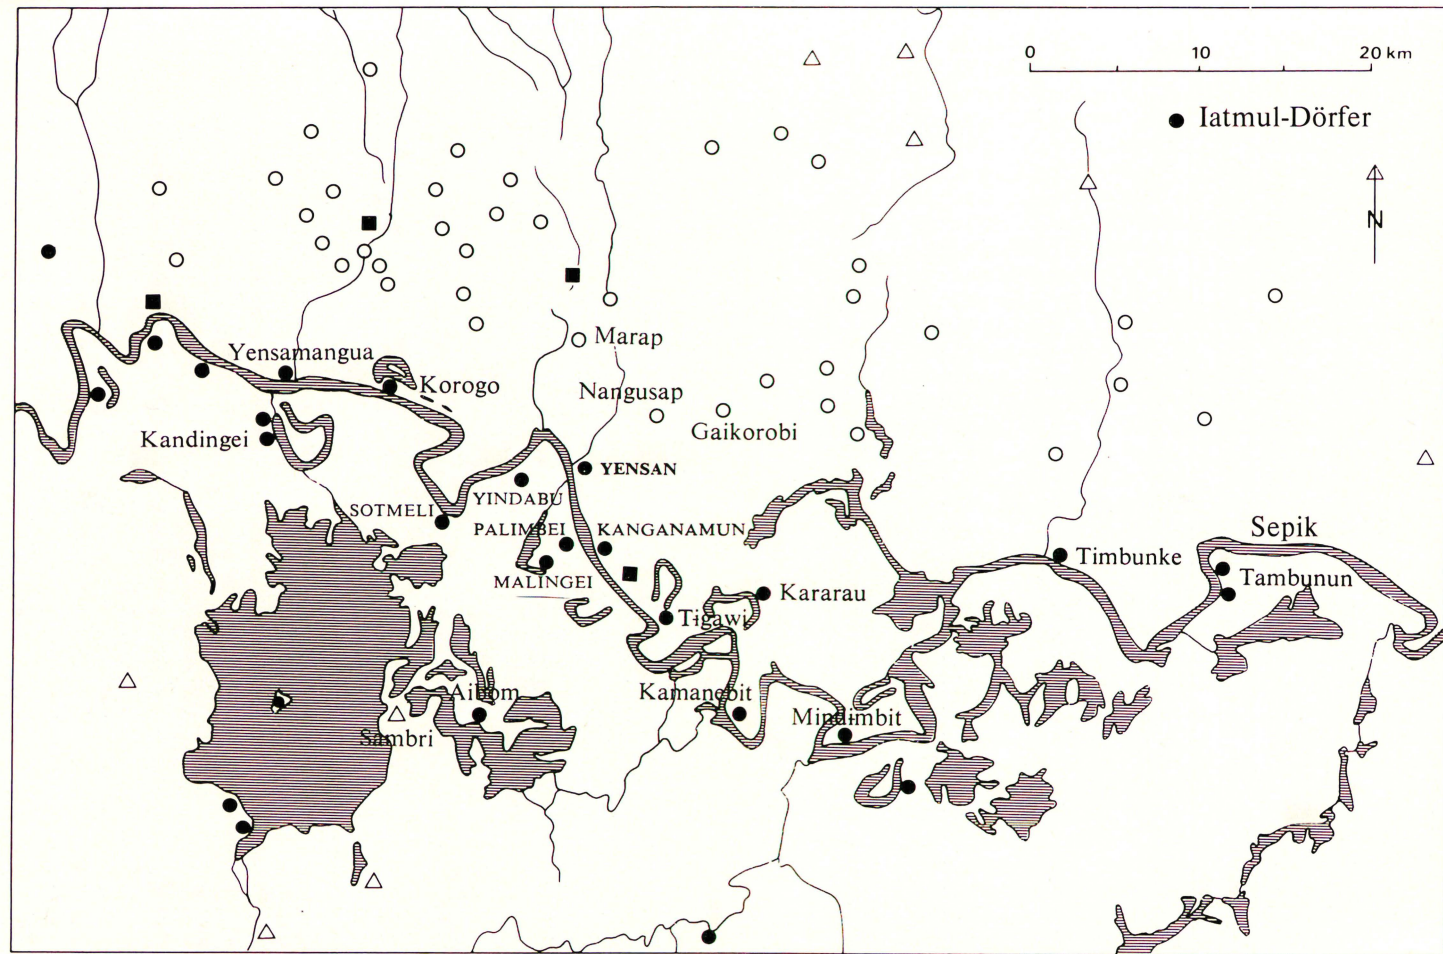 0 10 20 km
Iatmul-Dörfer
N
Marap
Yensamangua
Korogo
Nangusap
Gaikorobi
Kandingei
YENSAN
YINDABU
SOTMELI
PALIMBEI
KANGANAMUN
Sepik
Timbunke
MALINGEI
Tambunun
Kararau
Tigawi
Aibom
Kamanebit
Mindimbit
Sambri